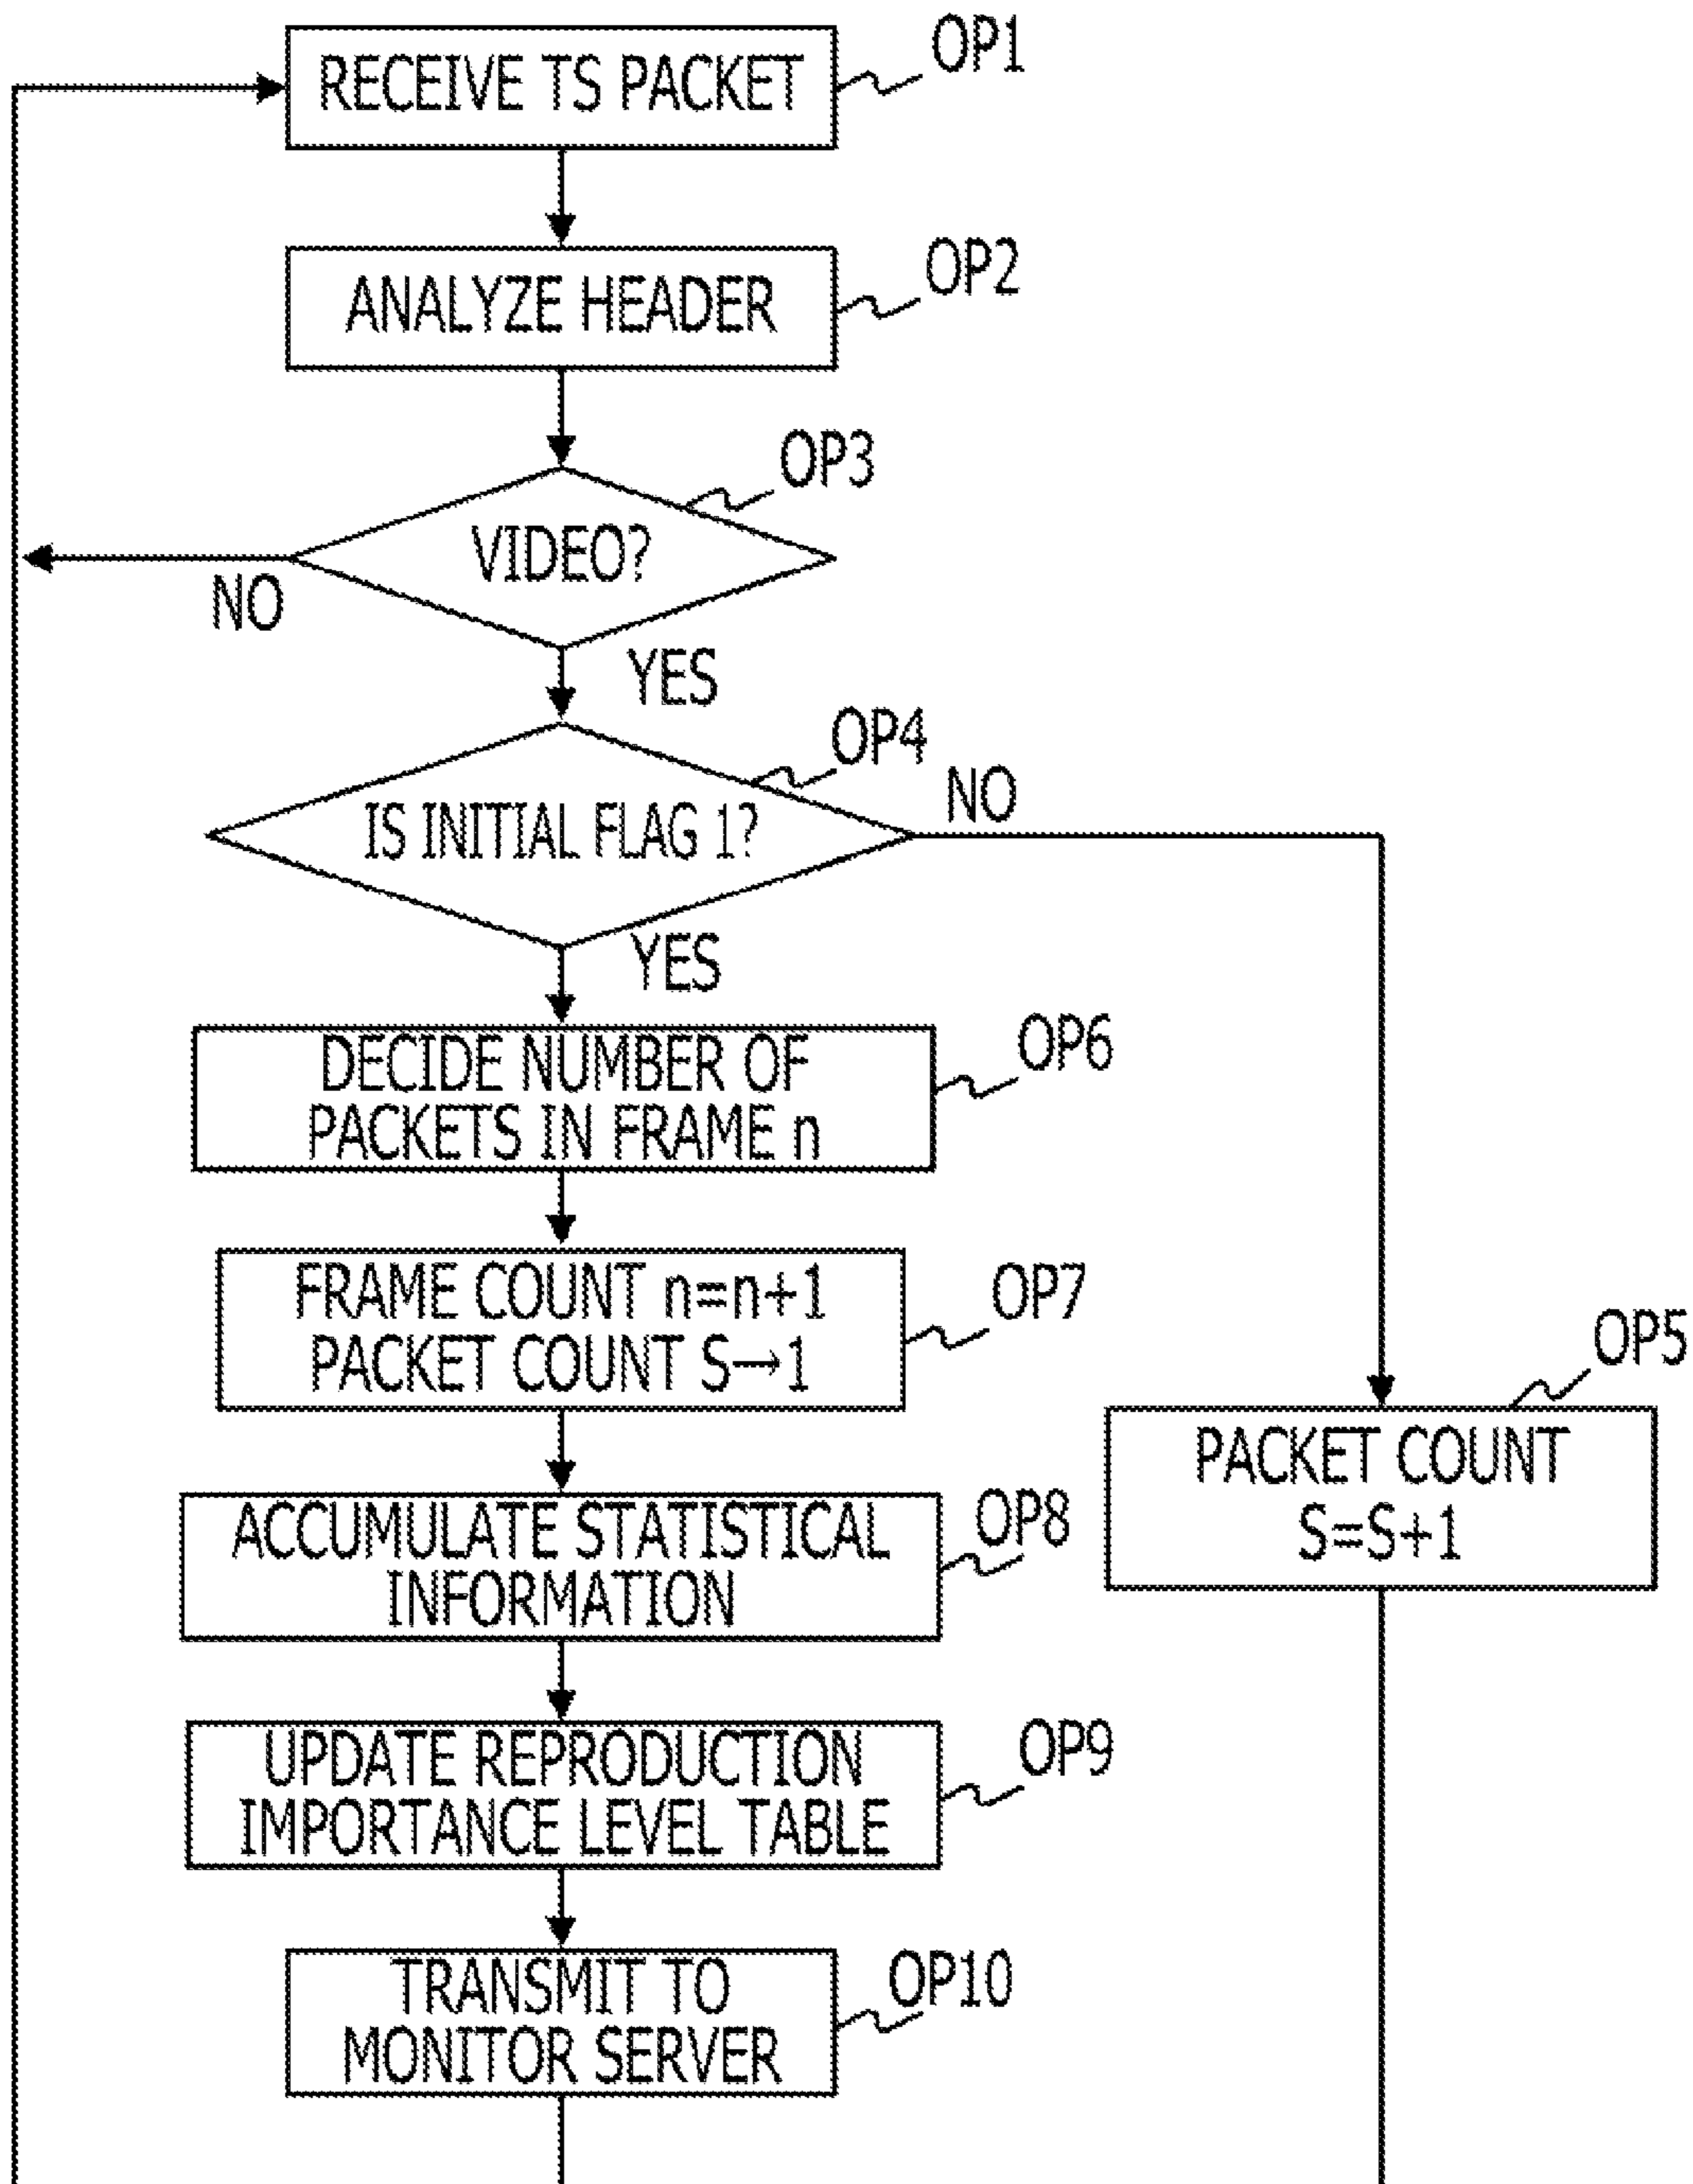 RECEIVE TS PACKET
OP1
ANALYZE HEADER
OP2
VIDEO?
OP3
NO
YES
IS INITIAL FLAG 1?
OP4
NO
YES
DECIDE NUMBER OF
PACKETS IN FRAME n
OP6
FRAME COUNT n=n+1
PACKET COUNT S→1
OP7
PACKET COUNT
S=S+1
OP5
ACCUMULATE STATISTICAL
INFORMATION
OP8
UPDATE REPRODUCTION
IMPORTANCE LEVEL TABLE
OP9
TRANSMIT TO
MONITOR SERVER
OP10